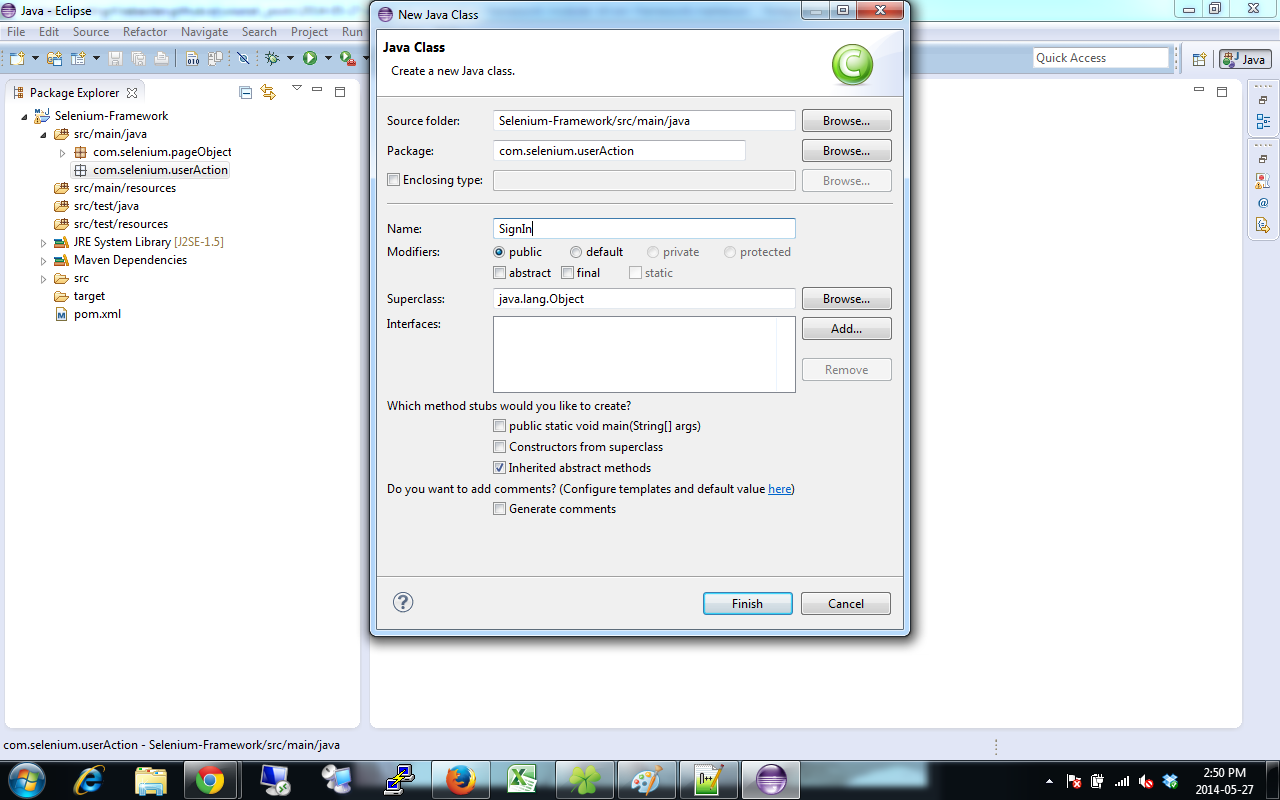 Java - Eclipse
New Java Class
File Edit Source Refactor Navigate Search Project Run
Java Class
Create a new Java class.
Quick Access
Java
Package Explorer
Selenium-Framework
src/main/java
com.selenium.pageObject
com.selenium.userAction
src/main/resources
src/test/java
src/test/resources
JRE System Library [J2SE-1.5]
Maven Dependencies
src
target
pom.xml
Source folder: Selenium-Framework/src/main/java Browse...
Package: com.selenium.userAction Browse...
Enclosing type: Browse...
Name: SignIn
Modifiers: public default private protected
abstract final static
Superclass: java.lang.Object Browse...
Interfaces: Add...
Remove
Which method stubs would you like to create?
public static void main(String[] args)
Constructors from superclass
Inherited abstract methods
Do you want to add comments? (Configure templates and default value here)
Generate comments
Finish Cancel
com.selenium.userAction - Selenium-Framework/src/main/java
2:50 PM
2014-05-27